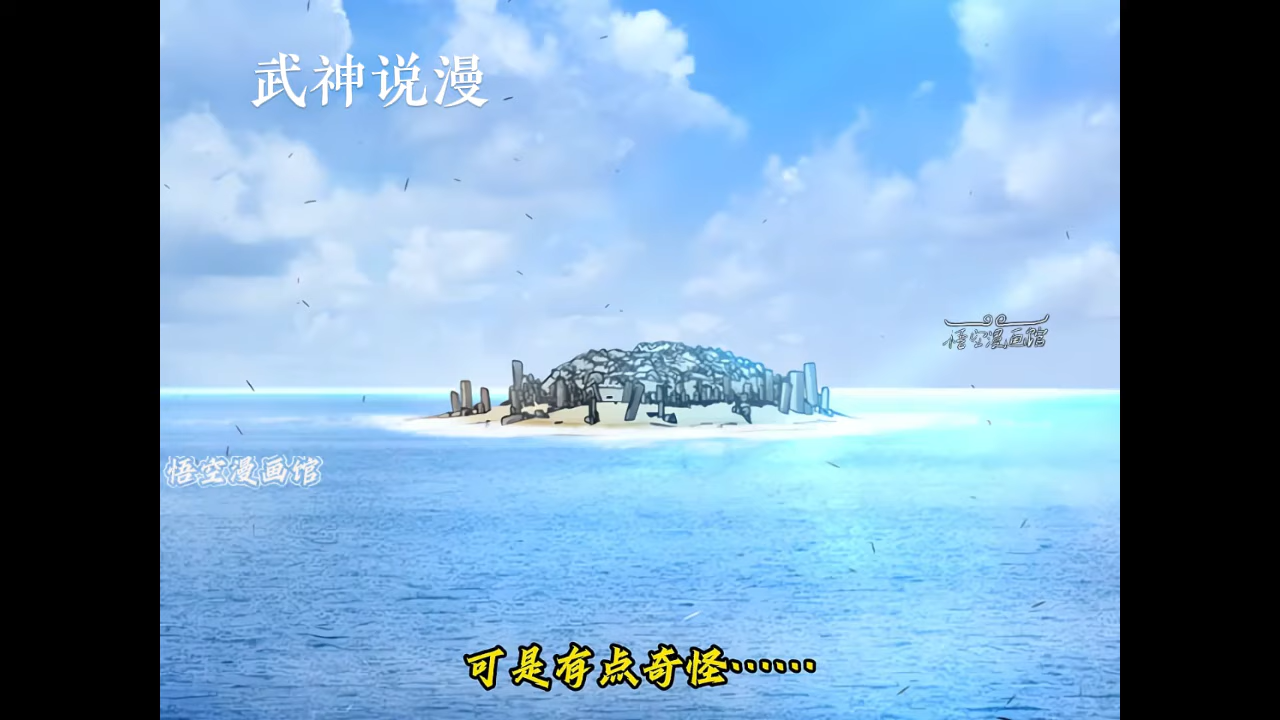 武神说漫
悟空漫画馆
悟空漫画馆
可是有点奇怪……